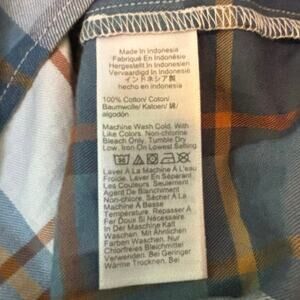 Made In Indonesia
Fabriqué En Indonésie
Hergestellt In Indonesien
Vervaardigd In Indonesie
インドネシア製
hecho en indonesia
100% Cotton/ Coton/
Baumwolle/ Katoen/ 綿/
algodón
Machine Wash Cold. With
Like Colors. Non-chlorine
Bleach Only. Tumble Dry
Low. Iron On Lowest Setting
Laver À La Machine À L'eau
Froide. Laver En Séparant
Les Couleurs. Seulement
Agent De Blanchiment
Non-chlore. Sécher À La
Machine À Basse
Température. Repasser À
Fer Doux Si Nécessaire
In Der Maschine Kalt
Waschen. Mit Ähnlichen
Farben Waschen. Nur
Chlorfreies Bleichmittel
Verwenden. Bei Geringer
Wärme Trocknen. Bei